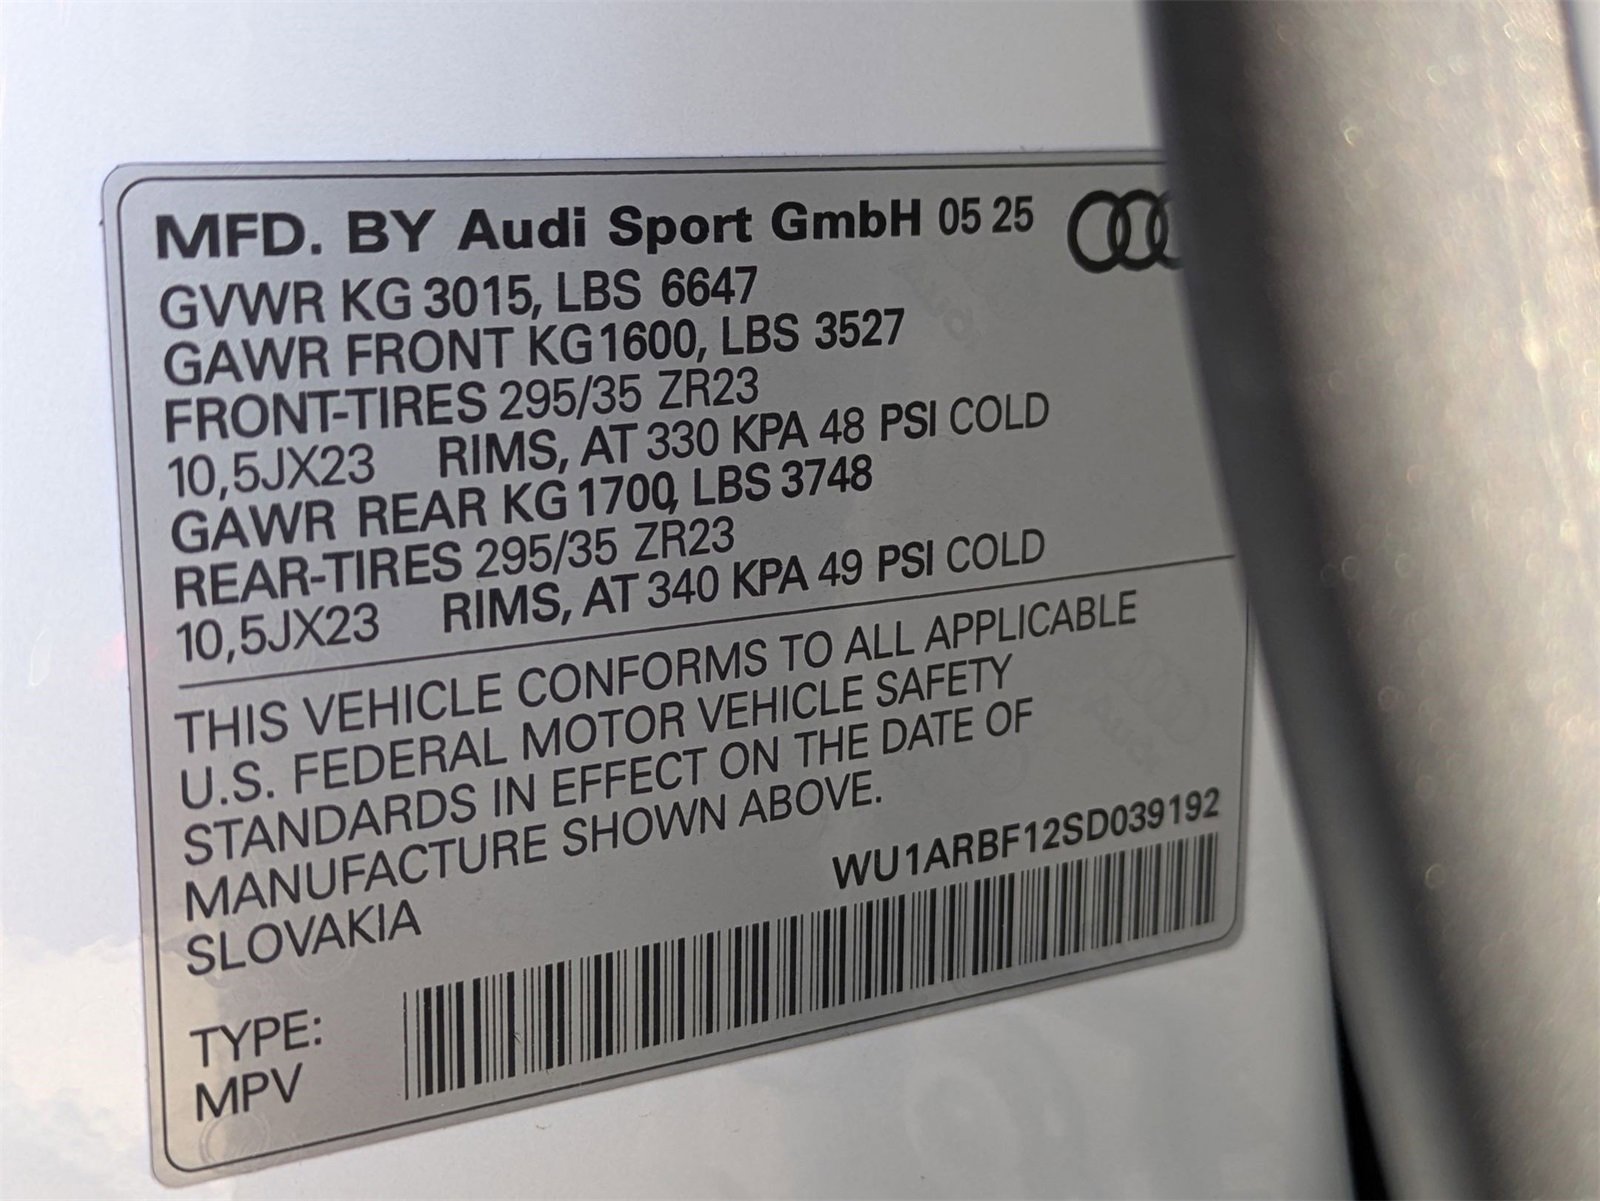 MFD. BY Audi Sport GmbH 05 25
GVWR KG 3015, LBS 6647
GAWR FRONT KG 1600, LBS 3527
FRONT-TIRES 295/35 ZR23
10,5JX23 RIMS, AT 330 KPA 48 PSI COLD
GAWR REAR KG 1700, LBS 3748
REAR-TIRES 295/35 ZR23
10,5JX23 RIMS, AT 340 KPA 49 PSI COLD
THIS VEHICLE CONFORMS TO ALL APPLICABLE
U.S. FEDERAL MOTOR VEHICLE SAFETY
STANDARDS IN EFFECT ON THE DATE OF
MANUFACTURE SHOWN ABOVE.
SLOVAKIA
WU1ARBF12SD039192
TYPE:
MPV